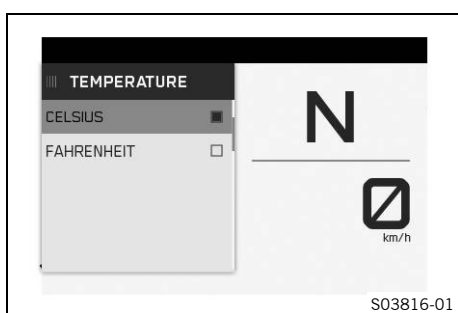 TEMPERATURE
CELSIUS
FAHRENHEIT
N
0
km/h
S03816-01